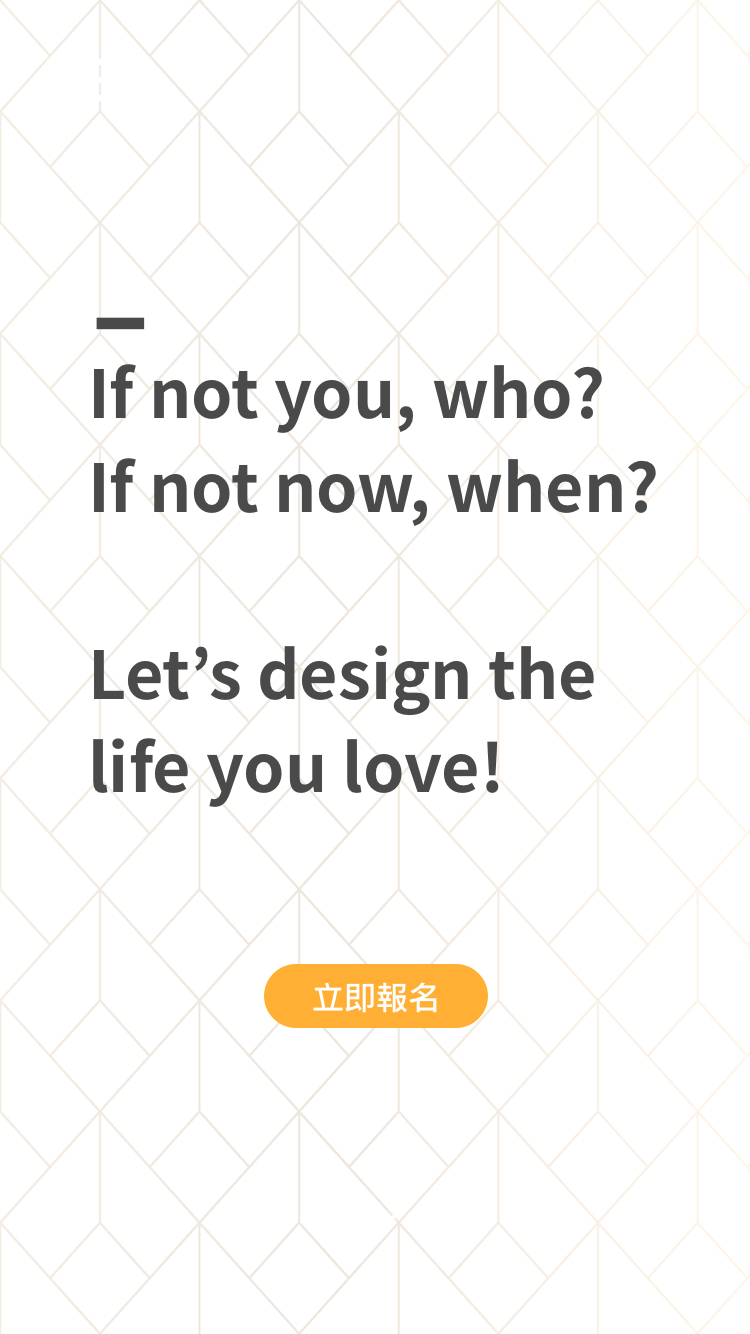 If not you, who?
If not now, when?
Let’s design the
life you love!
立即報名